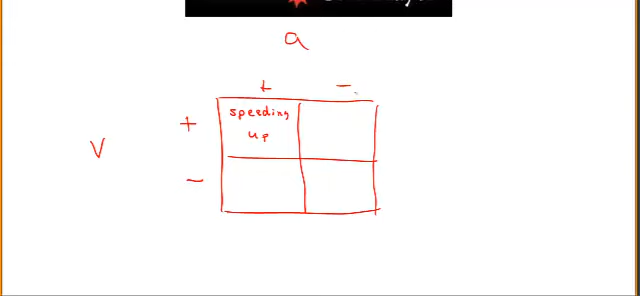 a
+ −
+ speeding
up
v
−